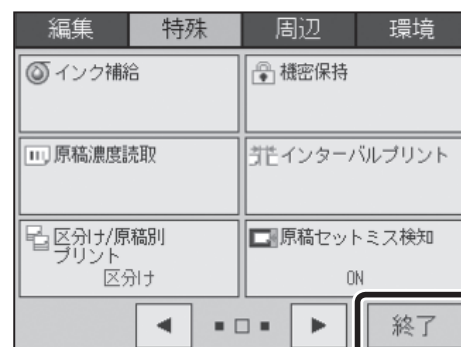 編集 特殊 周辺 環境
インク補給 機密保持
原稿濃度読取 インターバルプリント
区分け/原稿別 原稿セットミス検知
プリント
区分け ON
終了